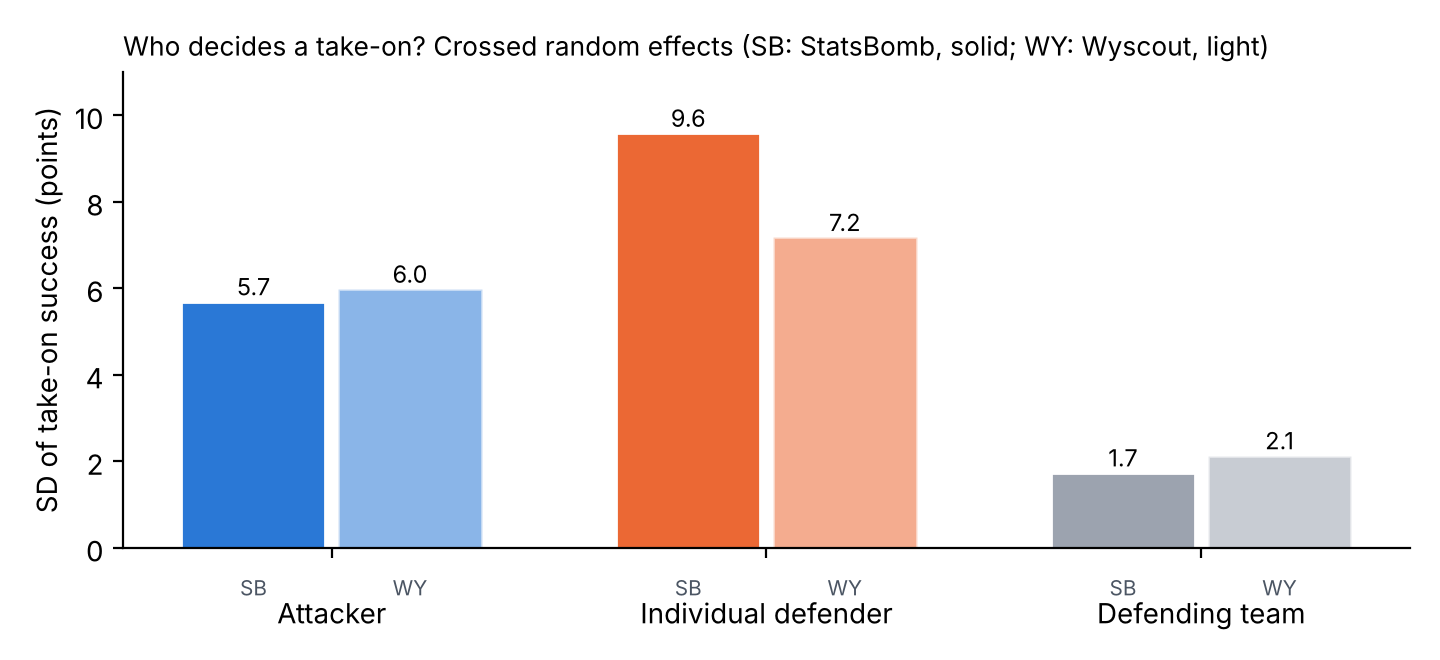 Who decides a take-on? Crossed random effects (SB: StatsBomb, solid; WY: Wyscout, light)
SD of take-on success (points)
10
8
6
4
2
0
5.7
6.0
9.6
7.2
1.7
2.1
SB
WY
SB
WY
SB
WY
Attacker
Individual defender
Defending team